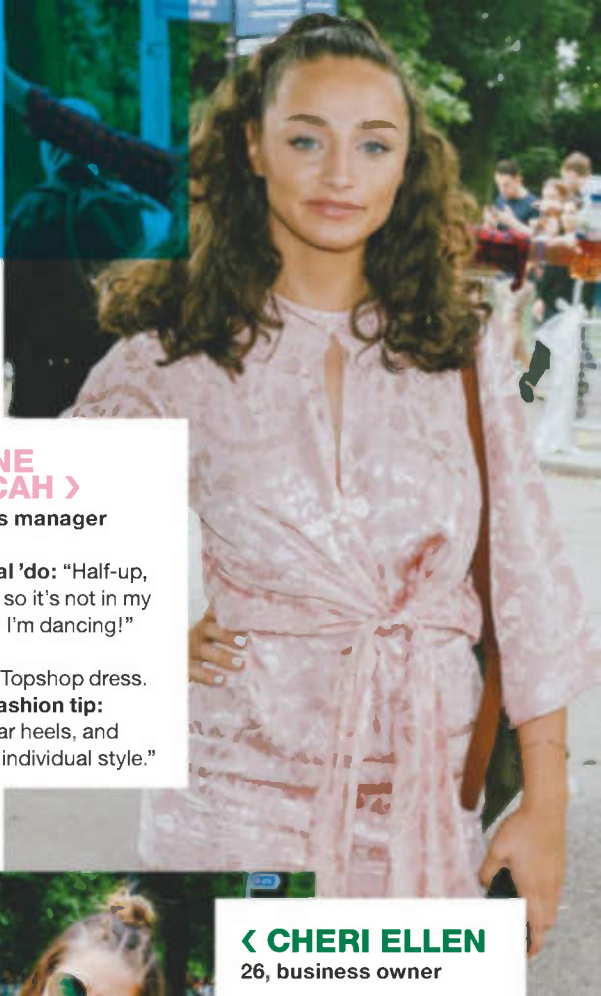 NE
CAH >
s manager
al 'do: “Half-up,
so it's not in my
I'm dancing!”
Topshop dress.
ashion tip:
ar heels, and
individual style.”
< CHERI ELLEN
26, business owner